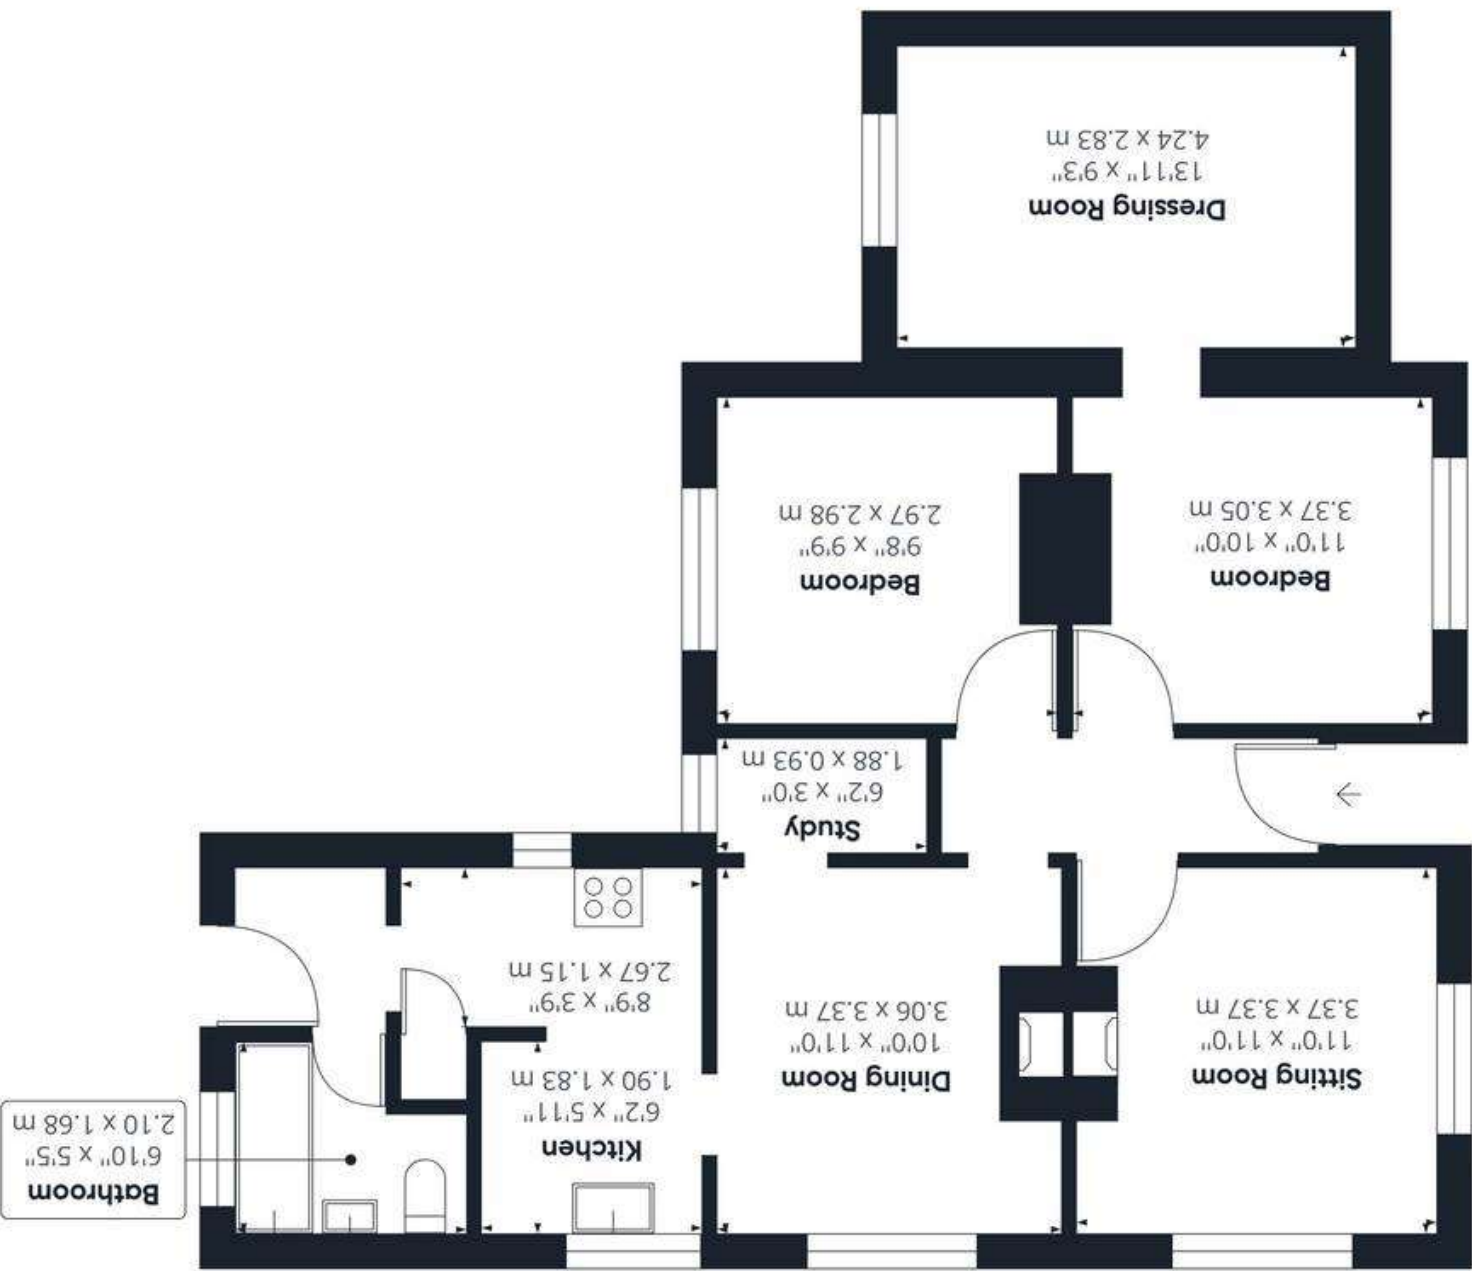 Sitting Room
11'0" x 11'0"
3.37 x 3.37 m
Dining Room
10'0" x 11'0"
3.06 x 3.37 m
Kitchen
6'2" x 5'11"
1.90 x 1.83 m
8'9" x 3'9"
2.67 x 1.15 m
Bathroom
6'10" x 5'5"
2.10 x 1.68 m
Study
6'2" x 3'0"
1.88 x 0.93 m
Bedroom
11'0" x 10'0"
3.37 x 3.05 m
Bedroom
9'8" x 9'9"
2.97 x 2.98 m
Dressing Room
13'11" x 9'3"
4.24 x 2.83 m